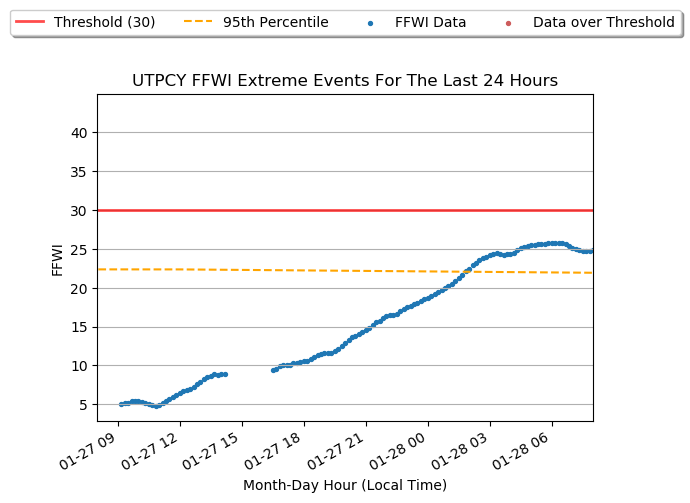 Threshold (30) 95th Percentile FFWI Data Data over Threshold
UTPCY FFWI Extreme Events For The Last 24 Hours
40
35
30
25
20
15
10
5
FFWI
01-27 09 01-27 12 01-27 15 01-27 18 01-27 21 01-28 00 01-28 03 01-28 06
Month-Day Hour (Local Time)